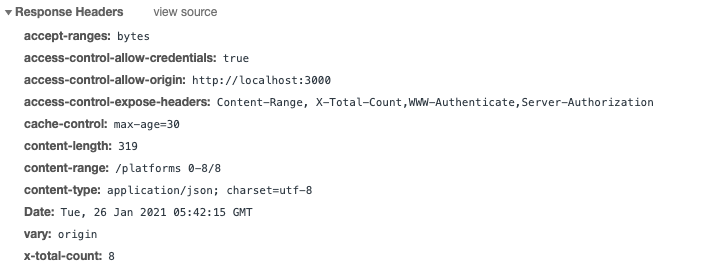 Response Headers view source
accept-ranges: bytes
access-control-allow-credentials: true
access-control-allow-origin: http://localhost:3000
access-control-expose-headers: Content-Range, X-Total-Count,WWW-Authenticate,Server-Authorization
cache-control: max-age=30
content-length: 319
content-range: /platforms 0-8/8
content-type: application/json; charset=utf-8
Date: Tue, 26 Jan 2021 05:42:15 GMT
vary: origin
x-total-count: 8